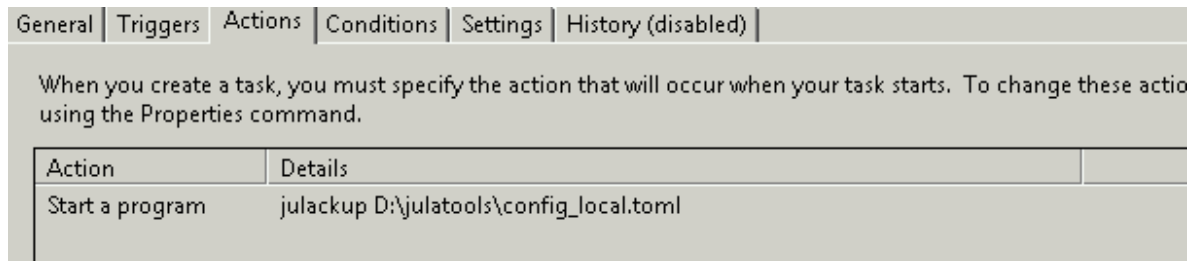 General Triggers Actions Conditions Settings History (disabled)
When you create a task, you must specify the action that will occur when your task starts. To change these actio
using the Properties command.
Action Details
Start a program julackup D:\julatools\config_local.toml